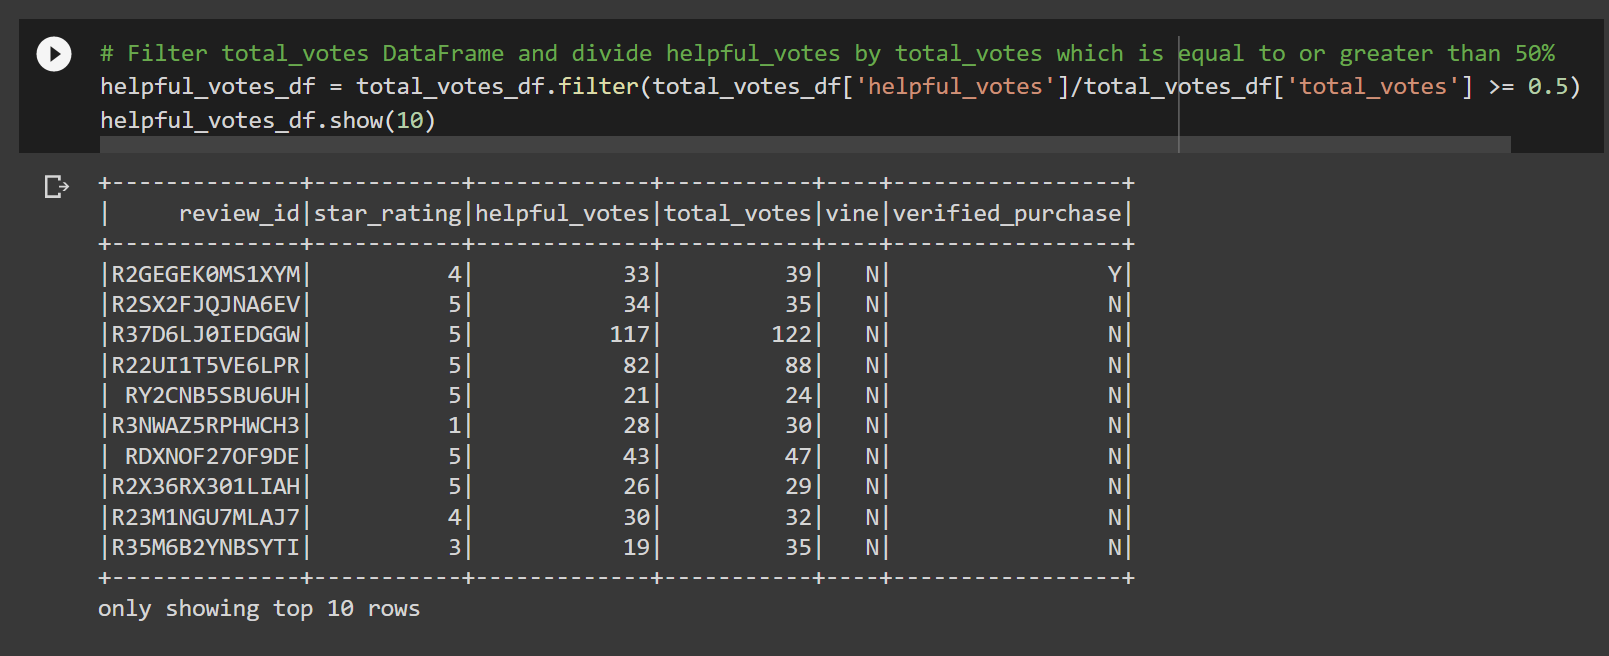 # Filter total_votes DataFrame and divide helpful_votes by total_votes which is equal to or greater than 50%
helpful_votes_df = total_votes_df.filter(total_votes_df['helpful_votes']/total_votes_df['total_votes'] >= 0.5)
helpful_votes_df.show(10)
+--------------+-----------+-------------+-----------+----+-----------------+
|     review_id|star_rating|helpful_votes|total_votes|vine|verified_purchase|
+--------------+-----------+-------------+-----------+----+-----------------+
|R2GEGEK0MS1XYM|          4|           33|         39|   N|                Y|
|R2SX2FJQJNA6EV|          5|           34|         35|   N|                N|
|R37D6LJ0IEDGGW|          5|          117|        122|   N|                N|
|R22UI1T5VE6LPR|          5|           82|         88|   N|                N|
| RY2CNB5SBU6UH|          5|           21|         24|   N|                N|
|R3NWAZ5RPHWCH3|          1|           28|         30|   N|                N|
| RDXNOF27OF9DE|          5|           43|         47|   N|                N|
|R2X36RX301LIAH|          5|           26|         29|   N|                N|
|R23M1NGU7MLAJ7|          4|           30|         32|   N|                N|
|R35M6B2YNBSYTI|          3|           19|         35|   N|                N|
+--------------+-----------+-------------+-----------+----+-----------------+
only showing top 10 rows